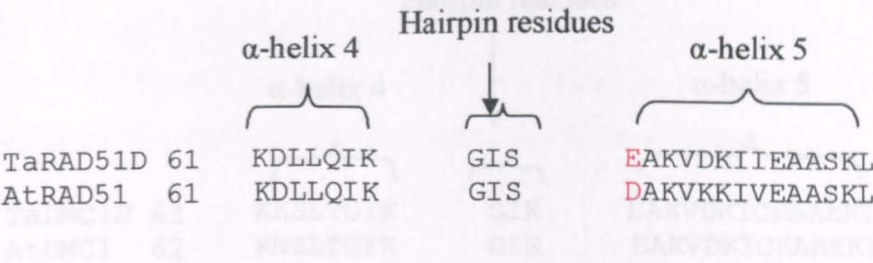 Hairpin residues
α-helix 4 α-helix 5
TaRAD51D 61 KDLLQIK GIS EAKVDKIIEAASKL
AtRAD51 61 KDLLQIK GIS DAKVKKIVEAASKL